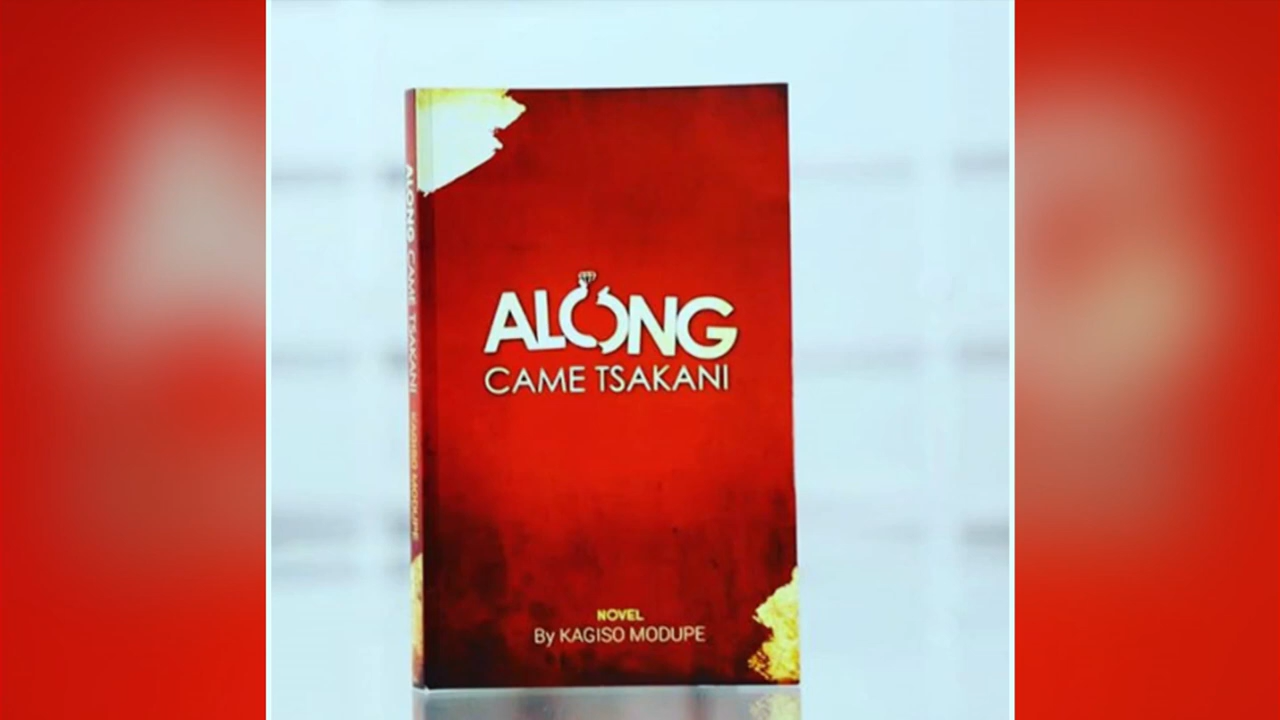 ALONG
CAME TSAKANI
NOVEL
By KAGISO MODUPE
ALONG CAME TSAKANI KAGISO MODUPE